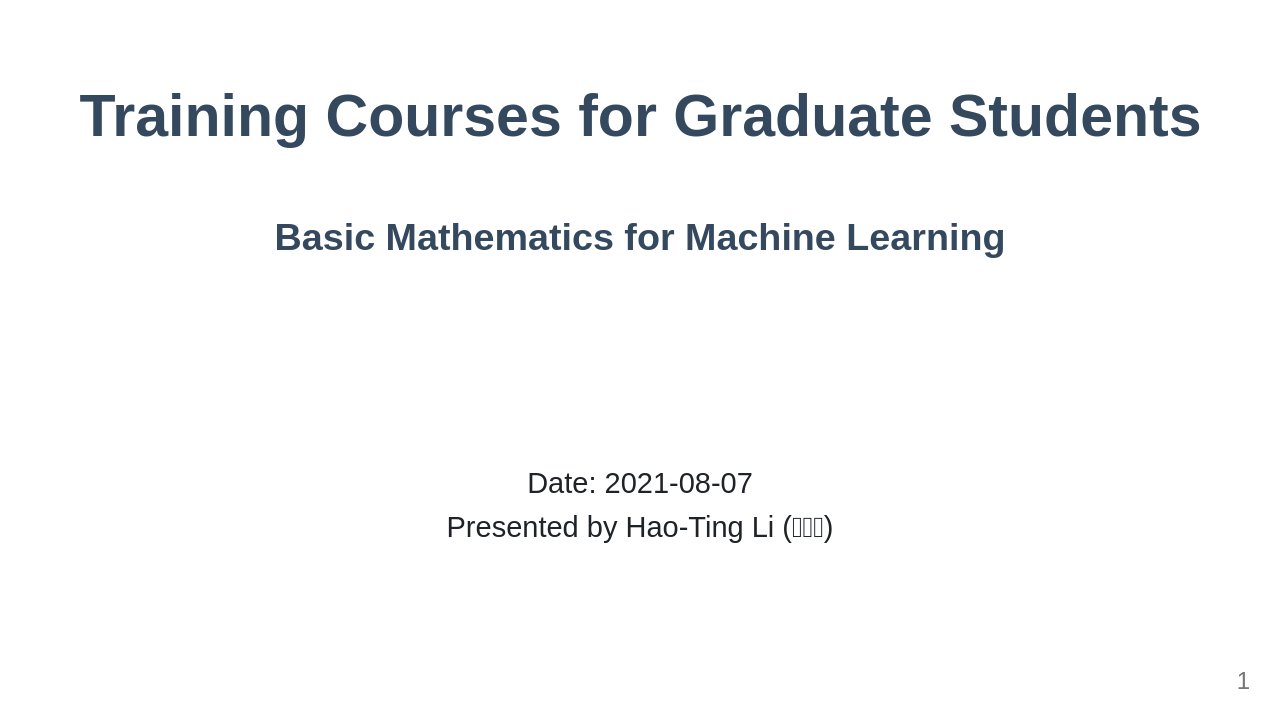 Training Courses for Graduate Students
Basic Mathematics for Machine Learning
Date: 2021-08-07
Presented by Hao-Ting Li ()
1